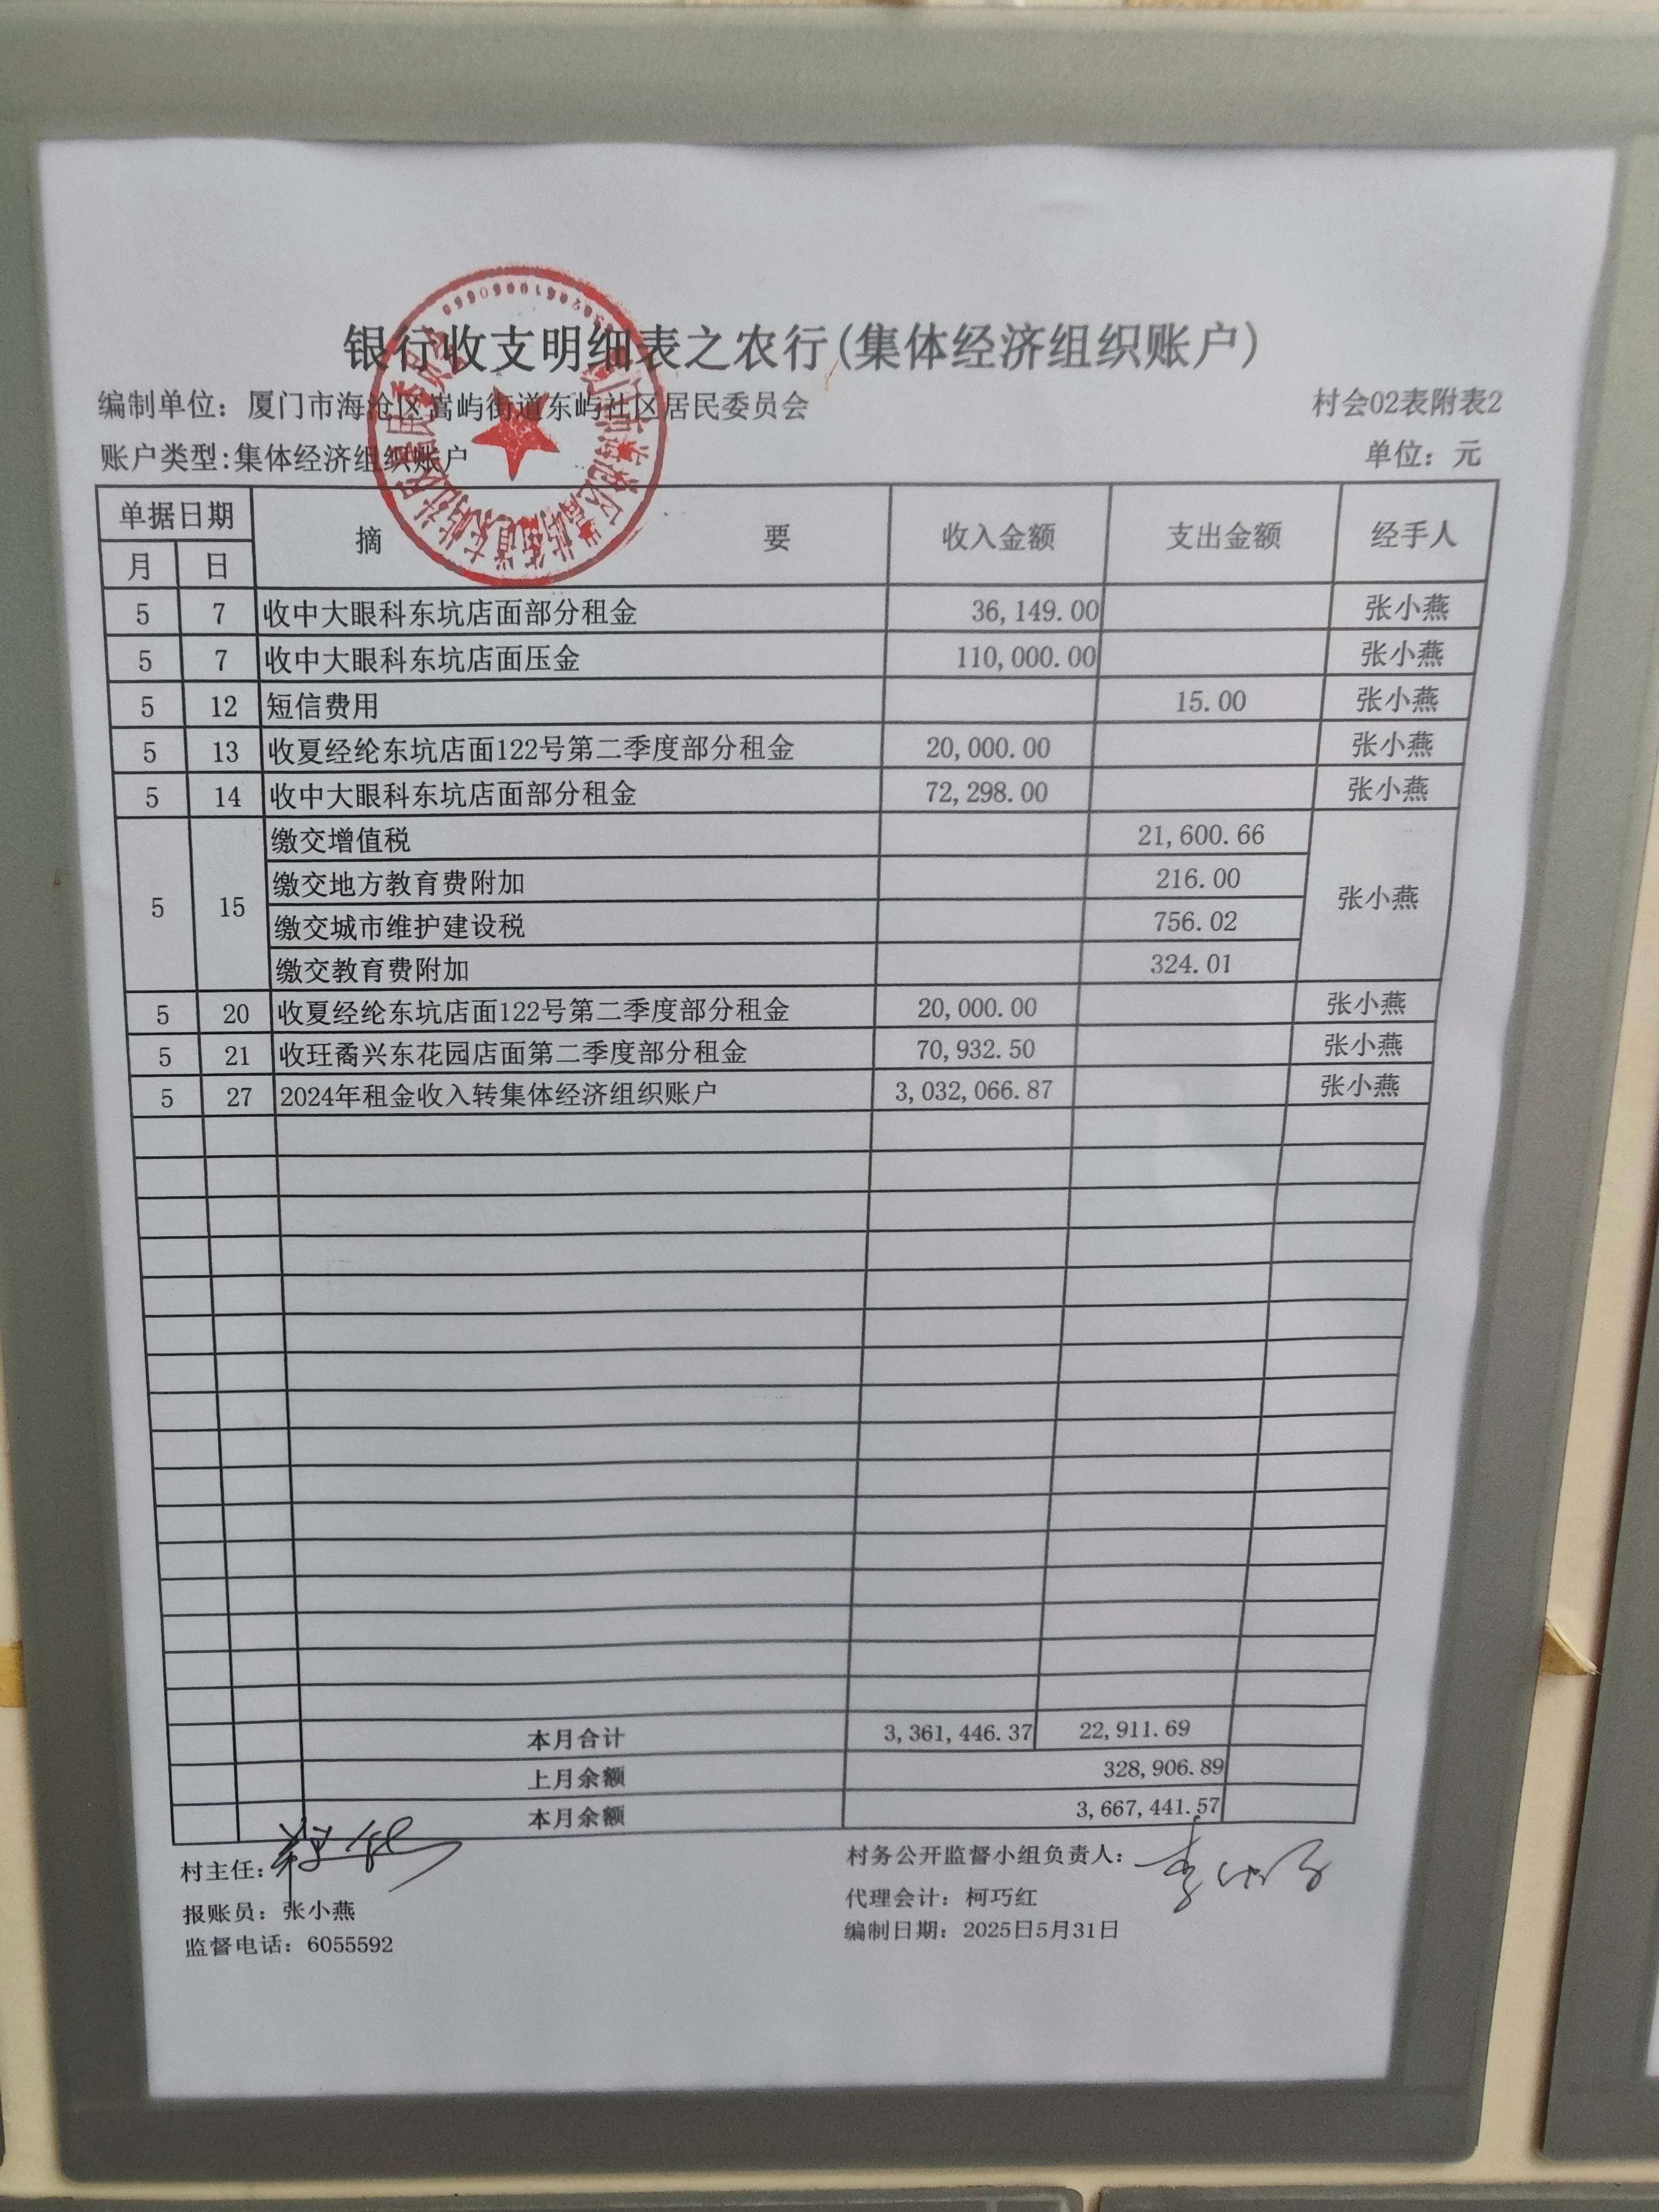 银行收支明细表之农行(集体经济组织账户)
编制单位：厦门市海沧区嵩屿街道东屿社区居民委员会 村会02表附表2
账户类型:集体经济组织账户 单位：元
单据日期 摘 要 收入金额 支出金额 经手人
月 日
5 7 收中大眼科东坑店面部分租金 36,149.00 张小燕
5 7 收中大眼科东坑店面压金 110,000.00 张小燕
5 12 短信费用 15.00 张小燕
5 13 收夏经纶东坑店面122号第二季度部分租金 20,000.00 张小燕
5 14 收中大眼科东坑店面部分租金 72,298.00 张小燕
5 15 缴交增值税 21,600.66 张小燕
缴交地方教育费附加 216.00
缴交城市维护建设税 756.02
缴交教育费附加 324.01
5 20 收夏经纶东坑店面122号第二季度部分租金 20,000.00 张小燕
5 21 收玨矞兴东花园店面第二季度部分租金 70,932.50 张小燕
5 27 2024年租金收入转集体经济组织账户 3,032,066.87 张小燕
本月合计 3,361,446.37 22,911.69
上月余额 328,906.89
本月余额 3,667,441.57
村主任： 村务公开监督小组负责人：
报账员：张小燕 代理会计：柯巧红
监督电话：6055592 编制日期：2025日5月31日